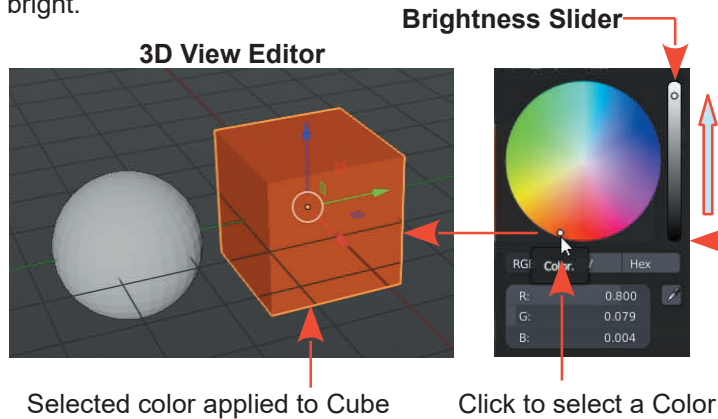 bright.
Brightness Slider
3D View Editor
RGB
Color.
Hex
R: 0.800
G: 0.079
B: 0.004
Selected color applied to Cube
Click to select a Color